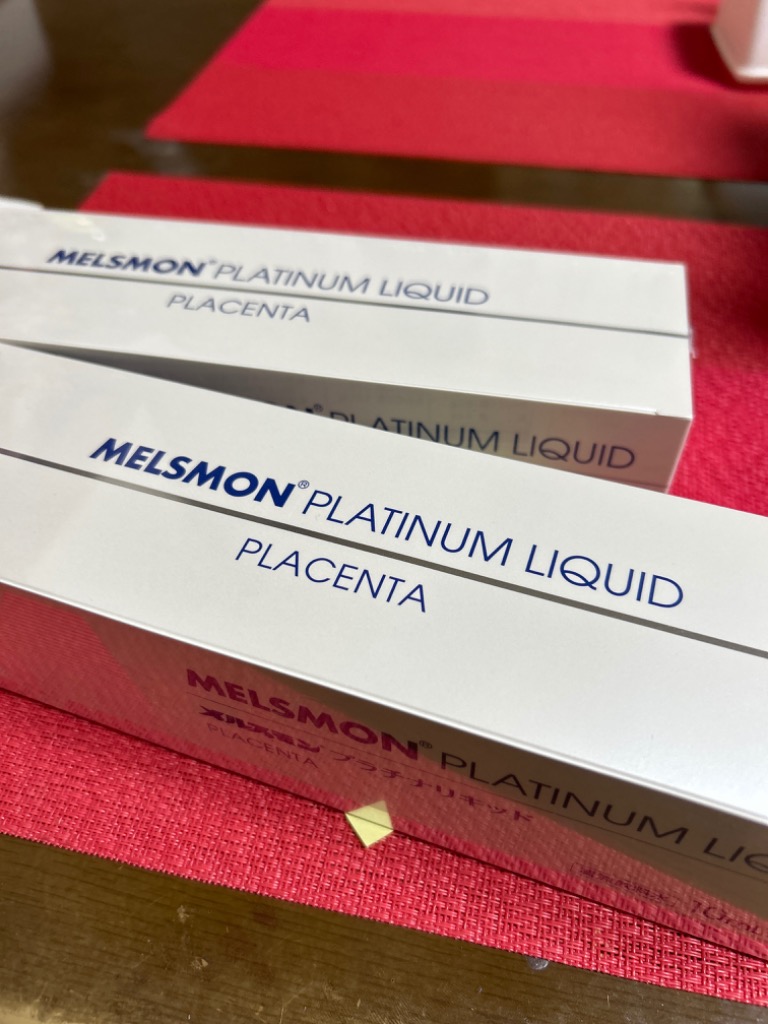 MELSMON® PLATINUM LIQUID
PLACENTA
® PLATINUM LIQUID
MELSMON® PLATINUM LIQUID
PLACENTA
MELSMON® PLATINUM
メルスモン プラチナリキッド
PLACENTA
10ml